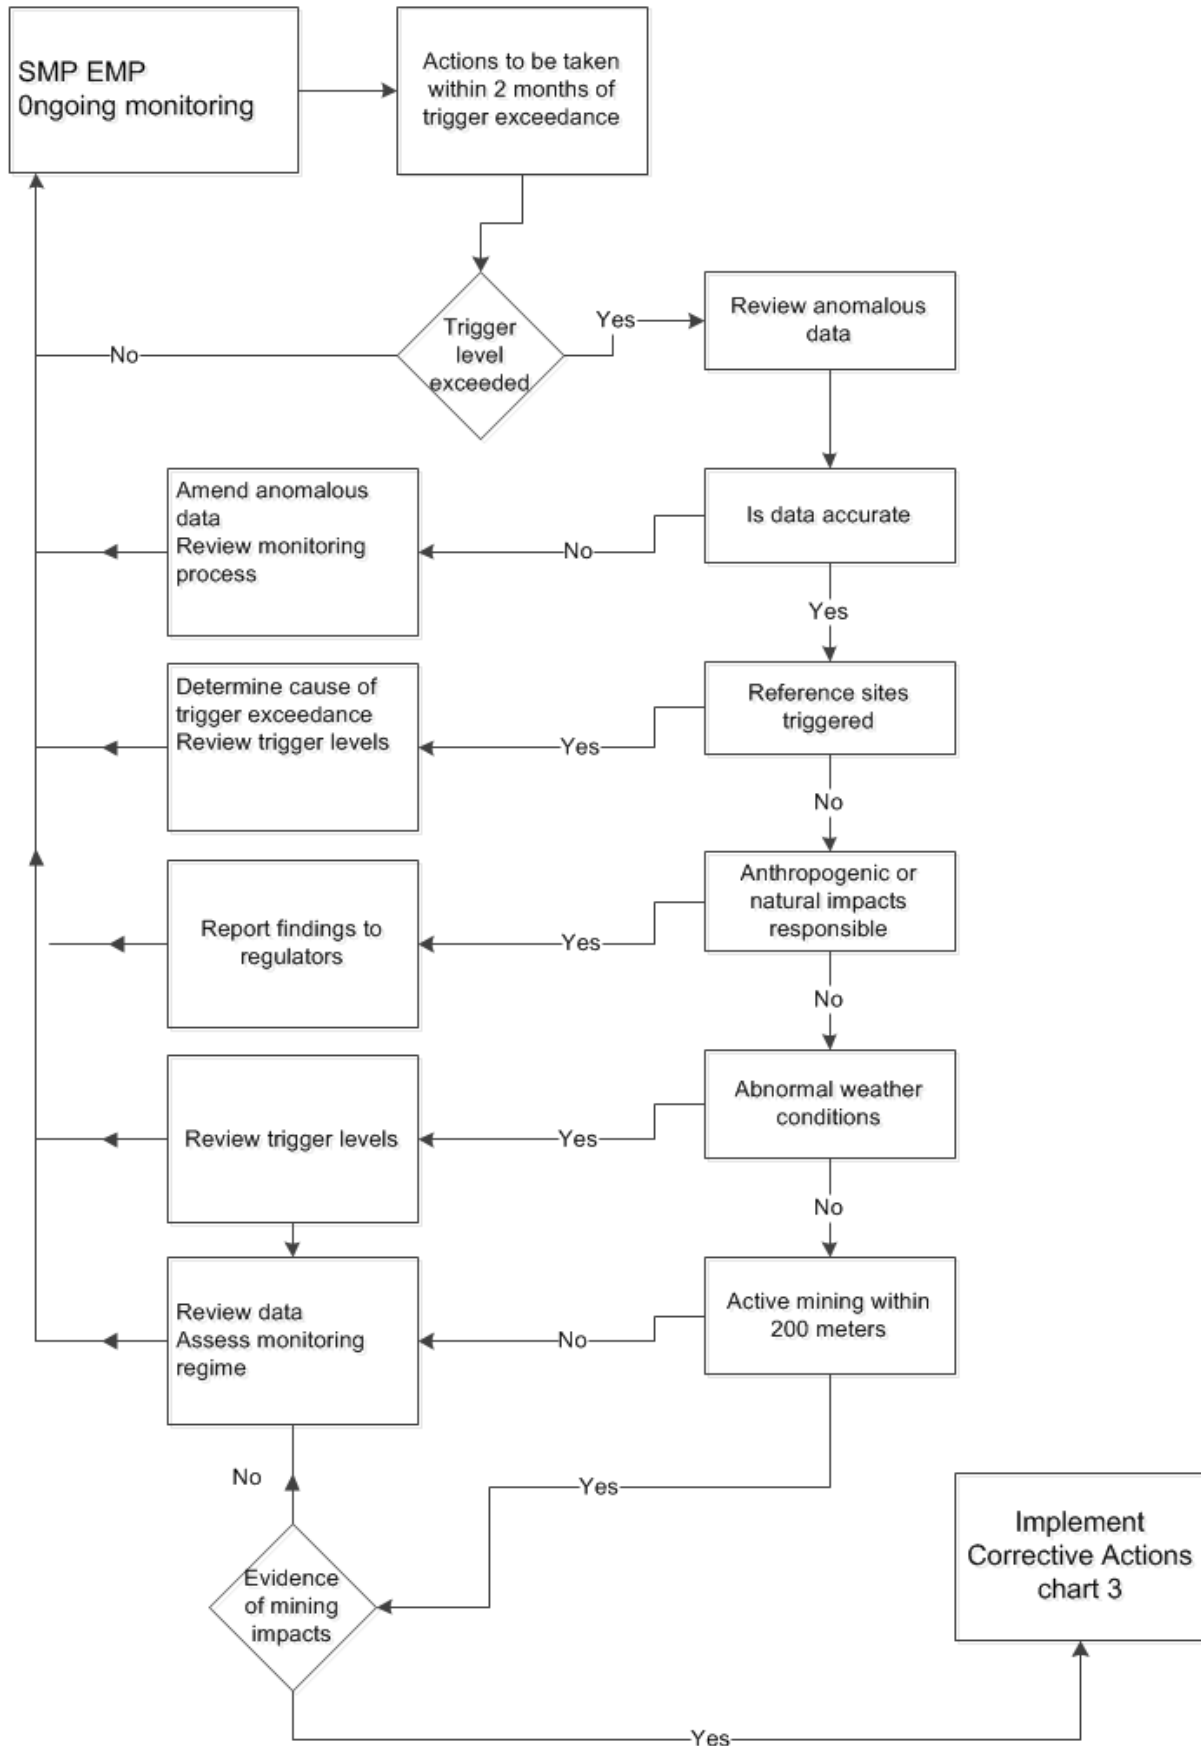 SMP EMP
0ngoing monitoring
Actions to be taken
within 2 months of
trigger exceedance
Trigger
level
exceeded
Yes
No
Review anomalous
data
Is data accurate
No
Amend anomalous
data
Review monitoring
process
Yes
Reference sites
triggered
Yes
Determine cause of
trigger exceedance
Review trigger levels
No
Anthropogenic or
natural impacts
responsible
Yes
Report findings to
regulators
No
Abnormal weather
conditions
Yes
Review trigger levels
No
Active mining within
200 meters
No
Review data
Assess monitoring
regime
Yes
No
Evidence
of mining
impacts
Yes
Implement
Corrective Actions
chart 3